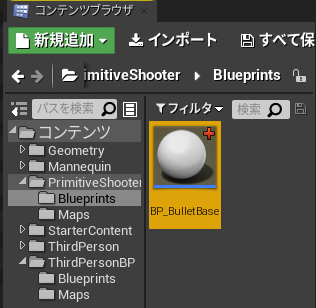 コンテンツブラウザ
新規追加 インポート すべて保
imitiveShooter Blueprints
パスを検索 フィルタ 検索
コンテンツ
Geometry
Mannequin
PrimitiveShooter
Blueprints
Maps
StarterContent
ThirdPerson
ThirdPersonBP
Blueprints
Maps
BP_BulletBase